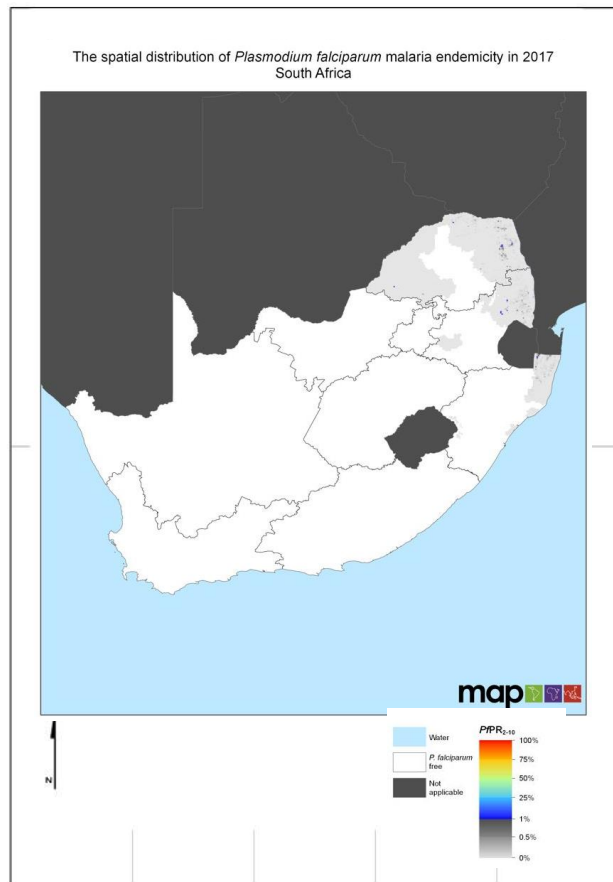 The spatial distribution of Plasmodium falciparum malaria endemicity in 2017
South Africa
map
Water
P. falciparum
free
Not
applicable
PfPR2-10
100%
75%
50%
25%
1%
0.5%
0%
N